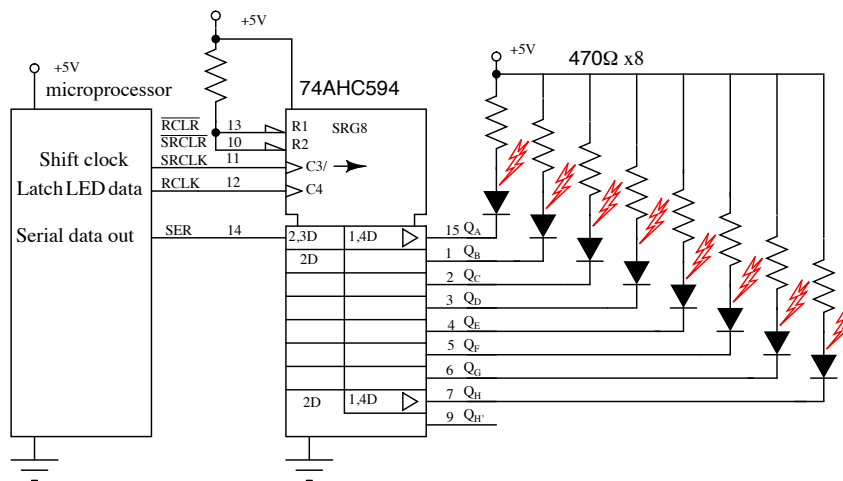 +5V
+5V
470Ω x8
+5V
microprocessor
74AHC594
RCLR 13 R1 SRG8
SRCLR 10 R2
Shift clock SRCLK 11 C3/
Latch LED data RCLK 12 C4
Serial data out SER 14 2,3D 1,4D 15 QA
2D 1 QB
2 QC
3 QD
4 QE
5 QF
6 QG
2D 1,4D 7 QH
9 QH'